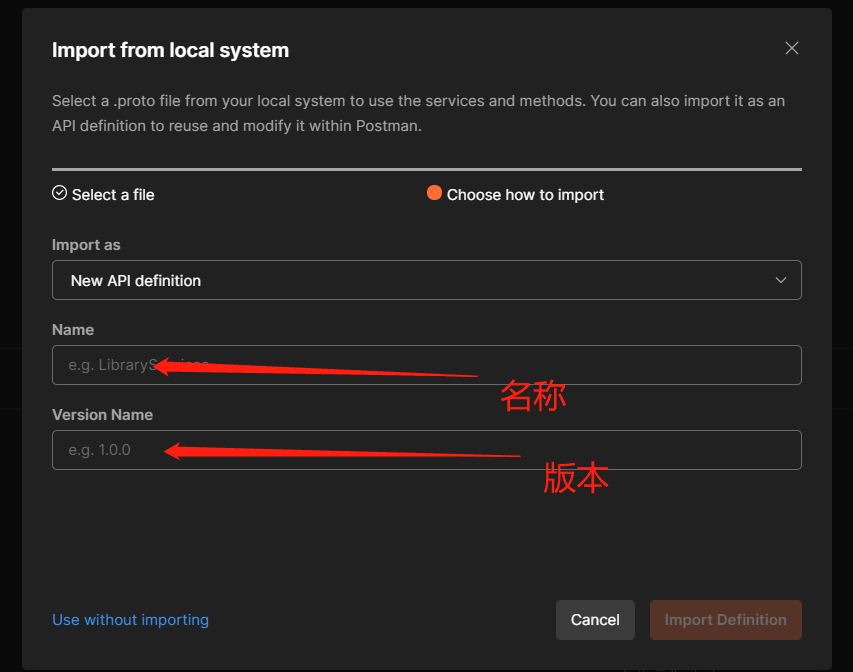 Import from local system
Select a .proto file from your local system to use the services and methods. You can also import it as an
API definition to reuse and modify it within Postman.
Select a file
Choose how to import
Import as
New API definition
Name
e.g. LibraryServices
名称
Version Name
e.g. 1.0.0
版本
Use without importing
Cancel
Import Definition